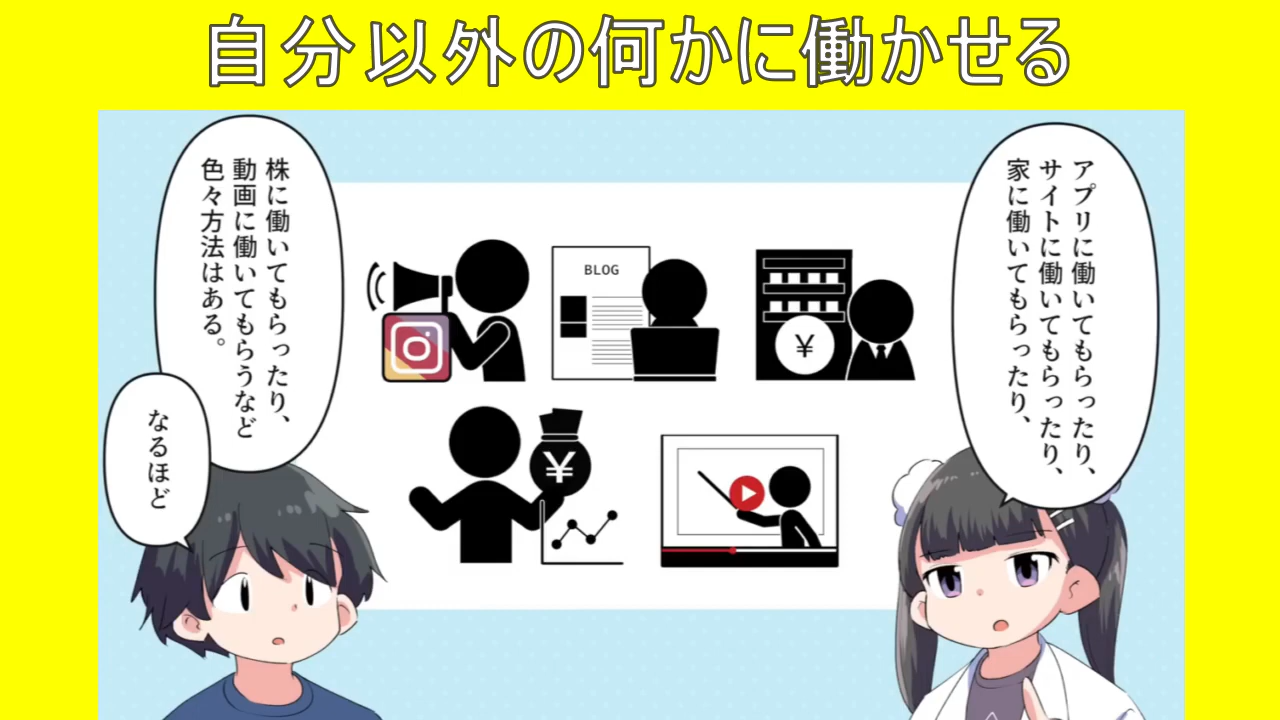 自分以外の何かに働かせる
アプリに働いてもらったり、
サイトに働いてもらったり、
家に働いてもらったり、
株に働いてもらったり、
動画に働いてもらうなど
色々方法はある。
なるほど
BLOG
¥
¥